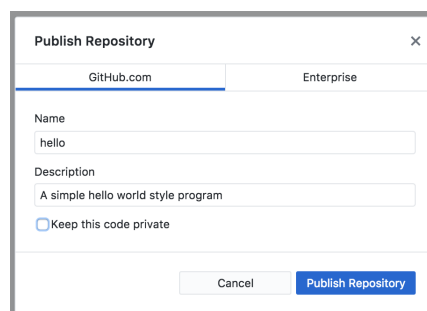 Publish Repository
GitHub.com
Enterprise
Name
hello
Description
A simple hello world style program
Keep this code private
Cancel
Publish Repository